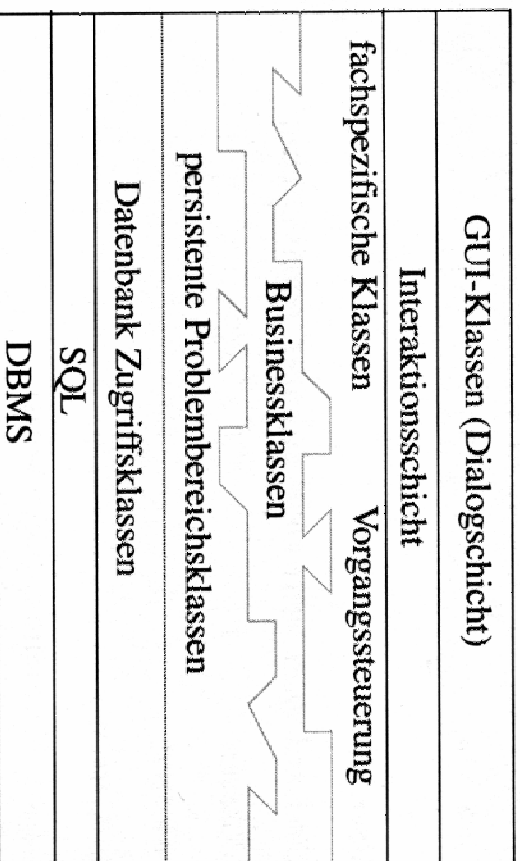 GUI-Klassen (Dialogschicht)
Interaktionsschicht
fachspezifische Klassen Vorgangssteuerung
Businessklassen
persistente Problembereichsklassen
Datenbank Zugriffsklassen
SQL
DBMS